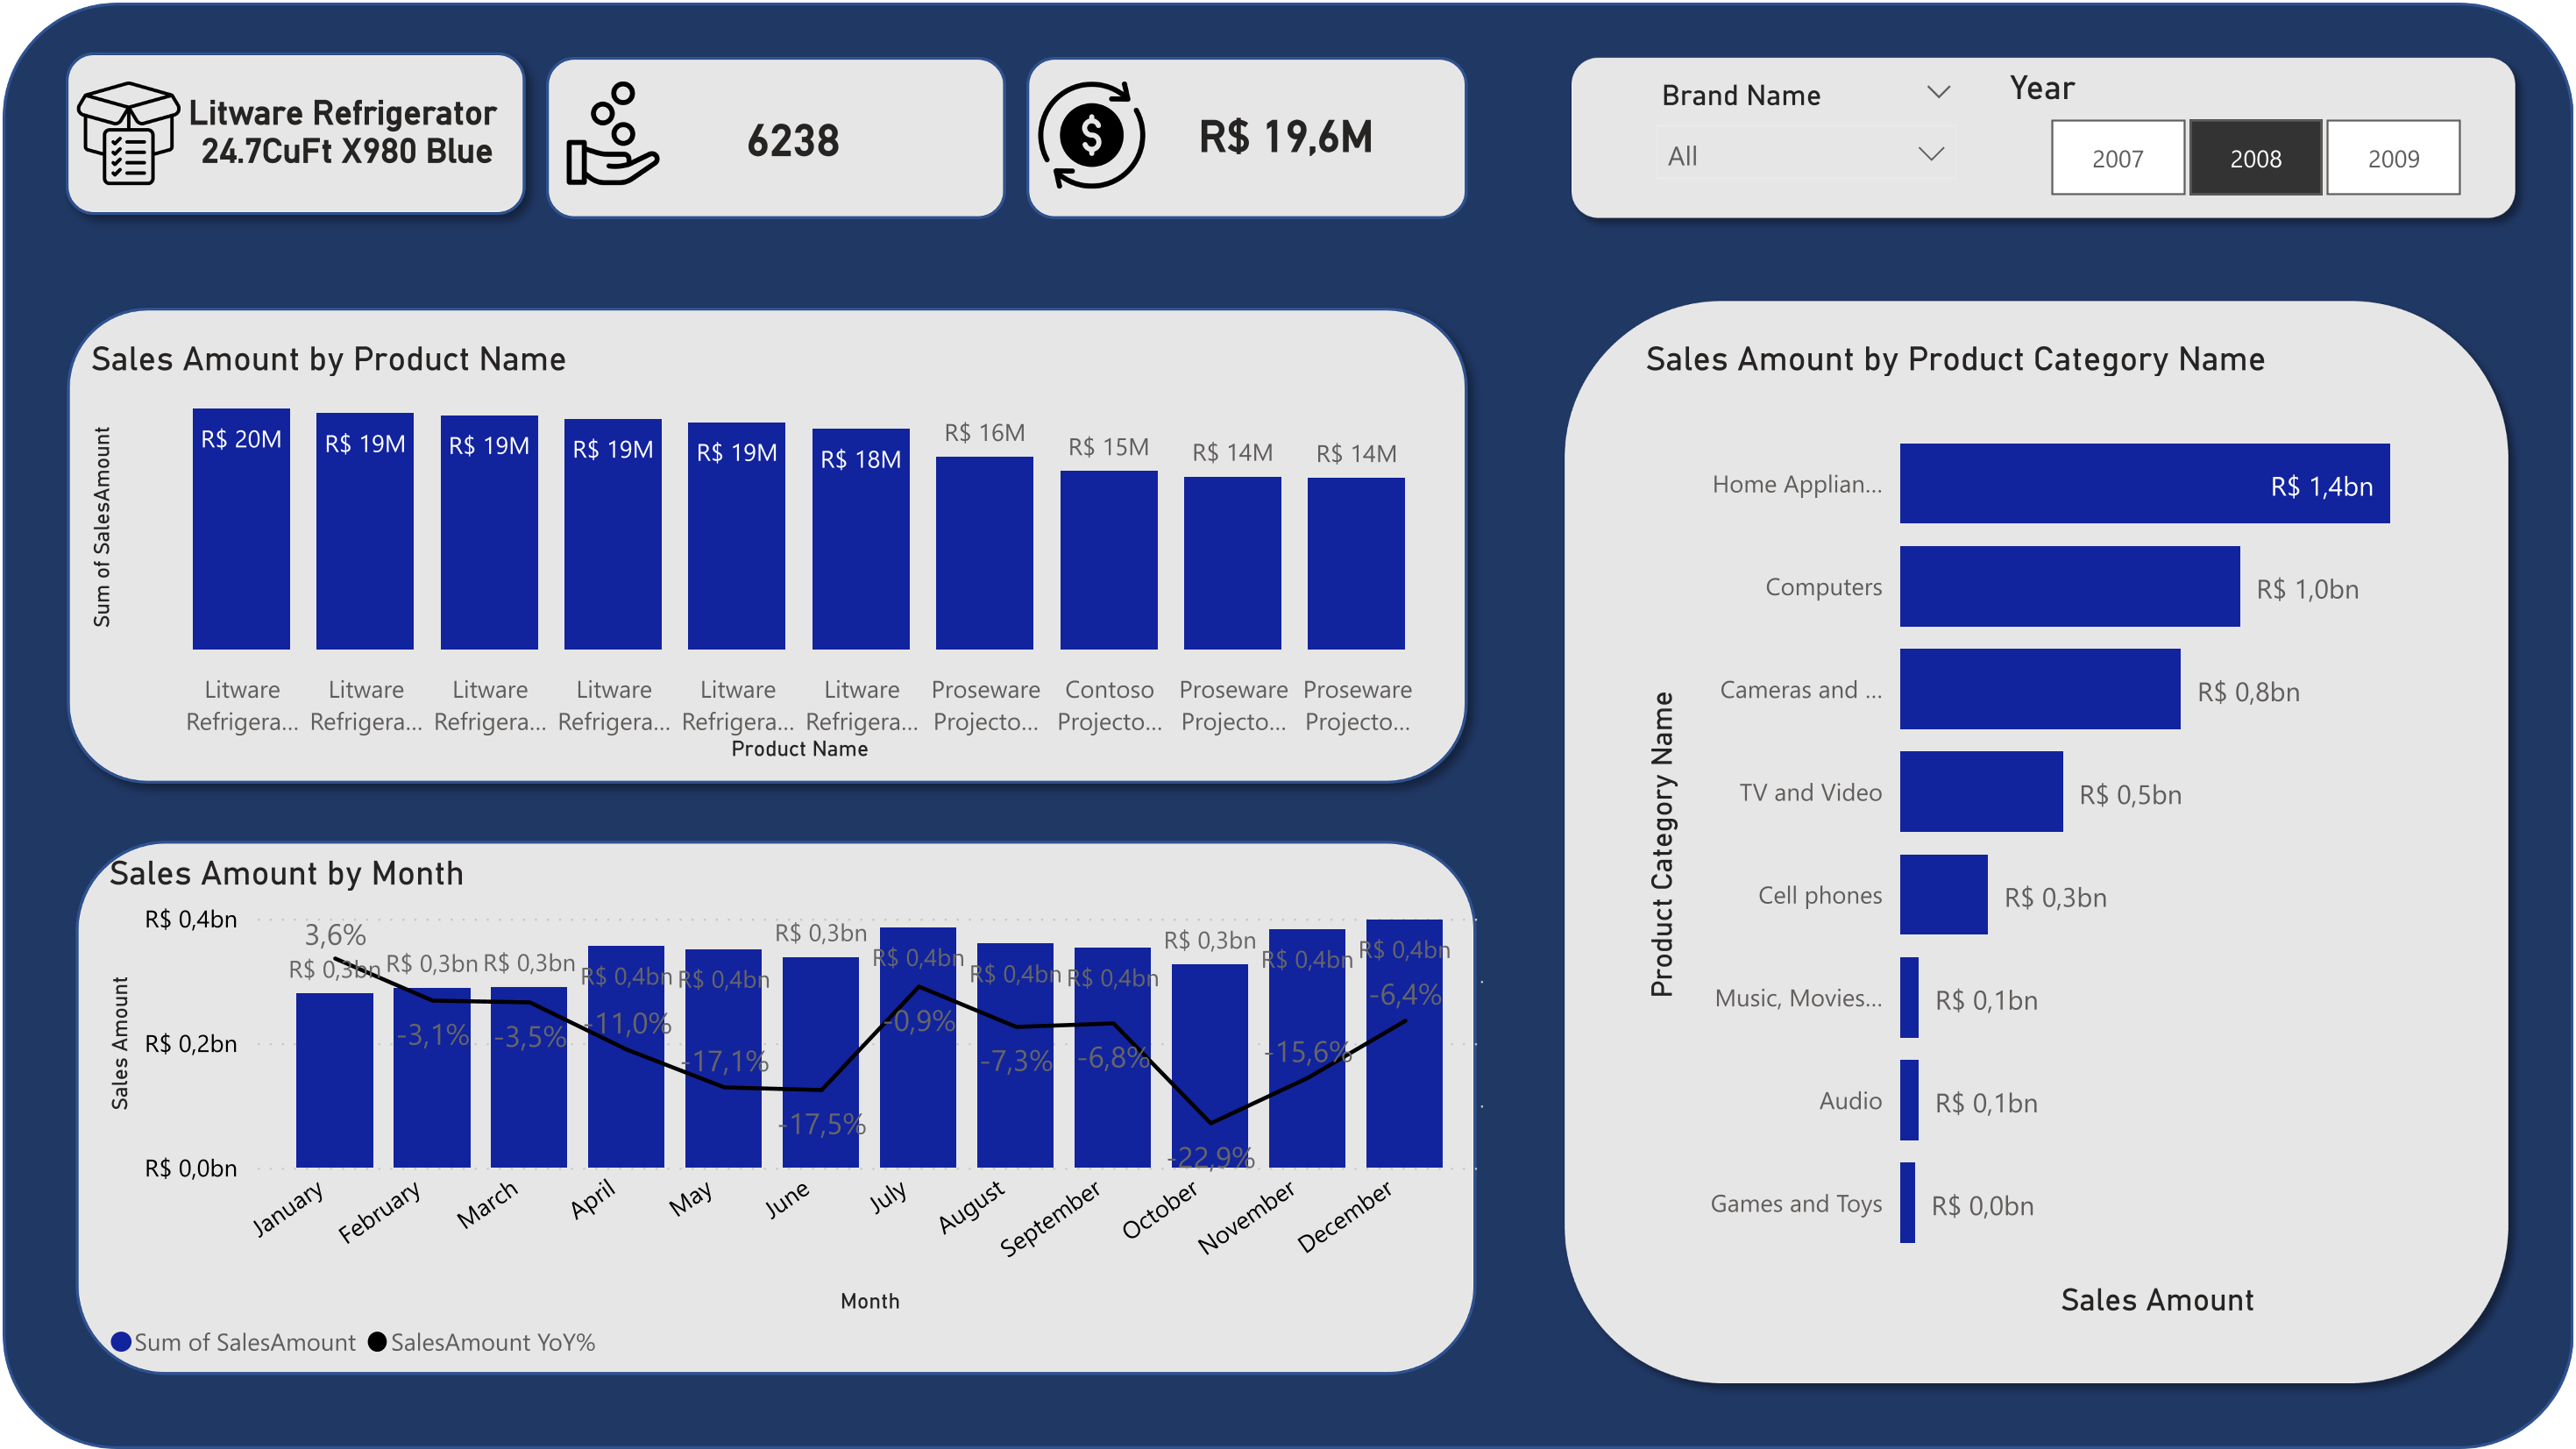 Litware Refrigerator
24.7CuFt X980 Blue
6238
R$ 19,6M
Brand Name
All
Year
2007
2008
2009
Sales Amount by Product Name
Sum of SalesAmount
R$ 20M
R$ 19M
R$ 19M
R$ 19M
R$ 19M
R$ 18M
R$ 16M
R$ 15M
R$ 14M
R$ 14M
Litware Refrigera...
Litware Refrigera...
Litware Refrigera...
Litware Refrigera...
Litware Refrigera...
Litware Refrigera...
Proseware Projecto...
Contoso Projecto...
Proseware Projecto...
Proseware Projecto...
Product Name
Sales Amount by Month
Sales Amount
R$ 0,4bn
R$ 0,2bn
R$ 0,0bn
R$ 0,3bn
R$ 0,3bn
R$ 0,3bn
R$ 0,4bn
R$ 0,4bn
R$ 0,3bn
R$ 0,4bn
R$ 0,4bn
R$ 0,4bn
R$ 0,3bn
R$ 0,4bn
R$ 0,4bn
3,6%
-3,1%
-3,5%
-11,0%
-17,1%
-17,5%
-0,9%
-7,3%
-6,8%
-22,9%
-15,6%
-6,4%
January
February
March
April
May
June
July
August
September
October
November
December
Month
Sum of SalesAmount
SalesAmount YoY%
Sales Amount by Product Category Name
Product Category Name
Home Applian...
R$ 1,4bn
Computers
R$ 1,0bn
Cameras and ...
R$ 0,8bn
TV and Video
R$ 0,5bn
Cell phones
R$ 0,3bn
Music, Movies...
R$ 0,1bn
Audio
R$ 0,1bn
Games and Toys
R$ 0,0bn
Sales Amount